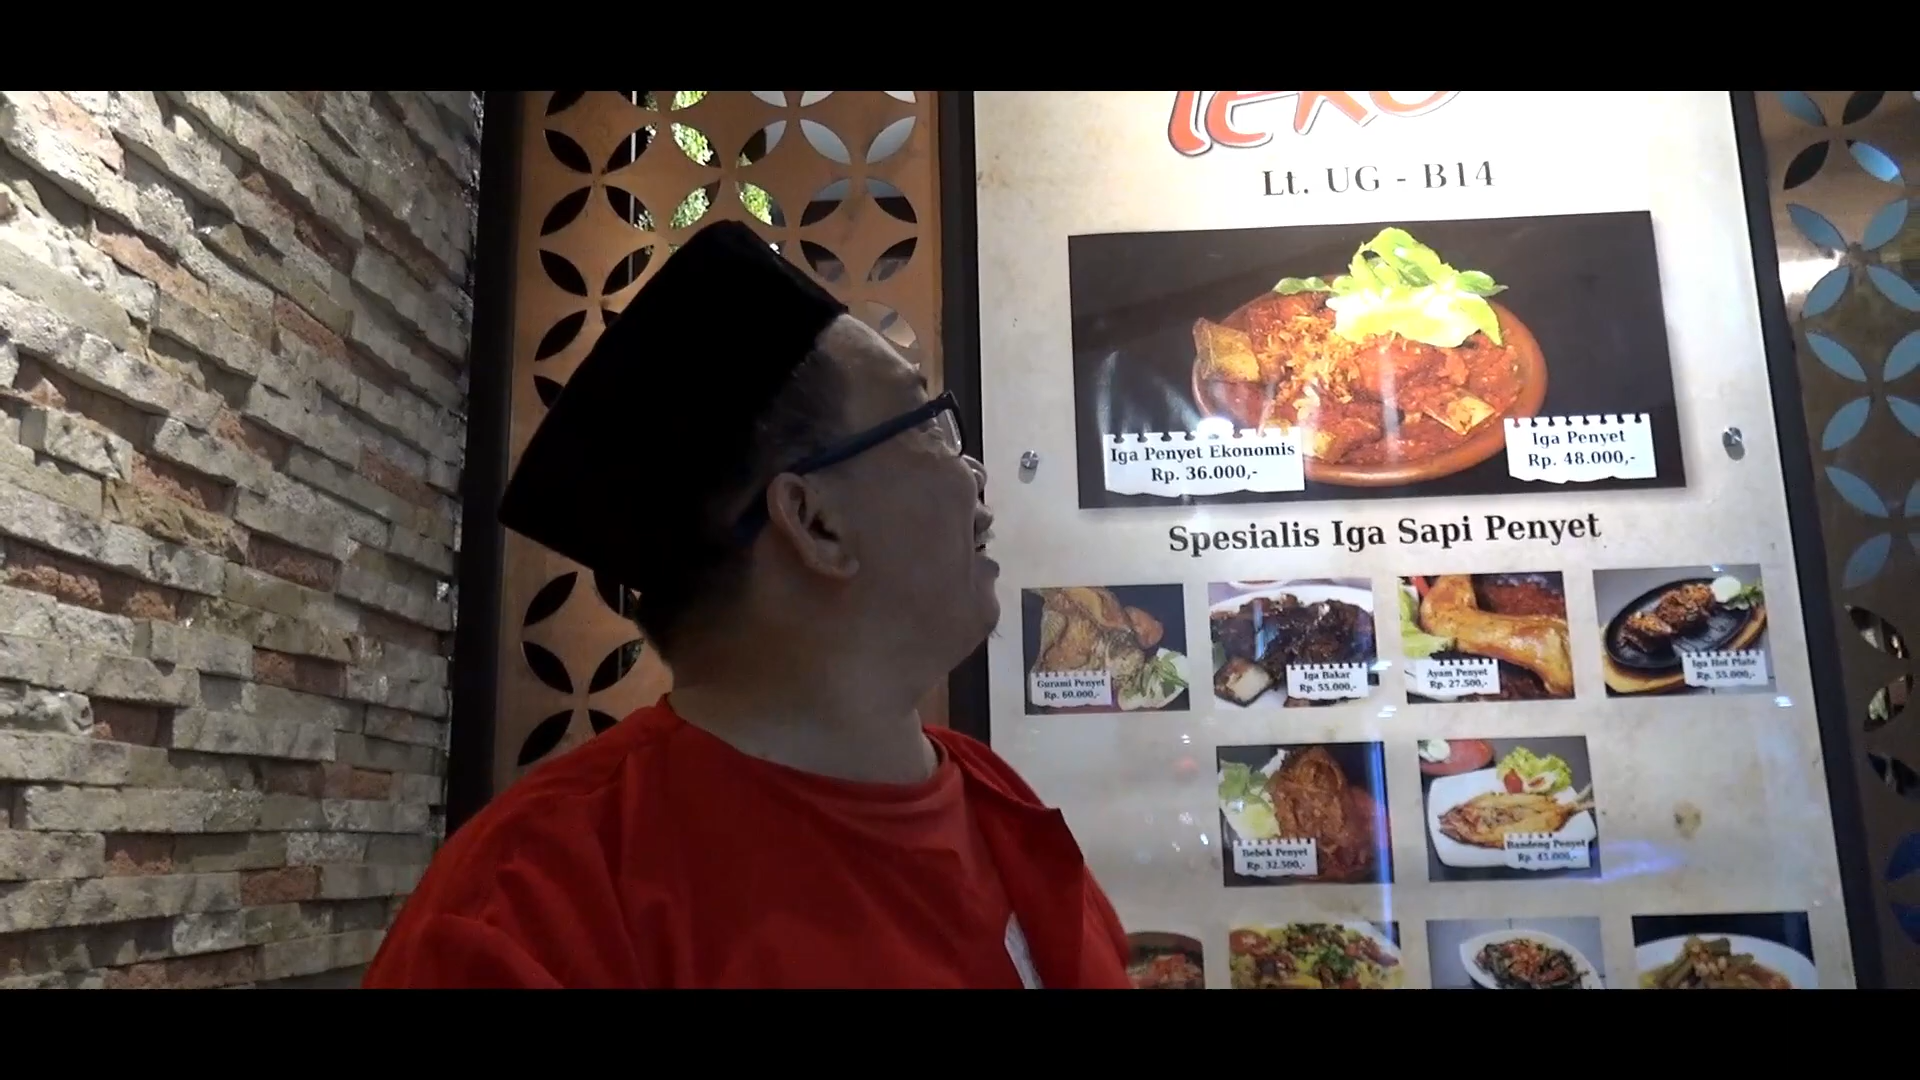 Lt. UG - B14
Iga Penyet Ekonomis
Rp. 36.000,-
Iga Penyet
Rp. 48.000,-
Spesialis Iga Sapi Penyet
Gurami Penyet
Rp. 60.000,-
Iga Bakar
Rp. 55.000,-
Ayam Penyet
Rp. 27.500,-
Iga Hot Plate
Rp. 55.000,-
Bebek Penyet
Rp. 32.500,-
Bandeng Penyet